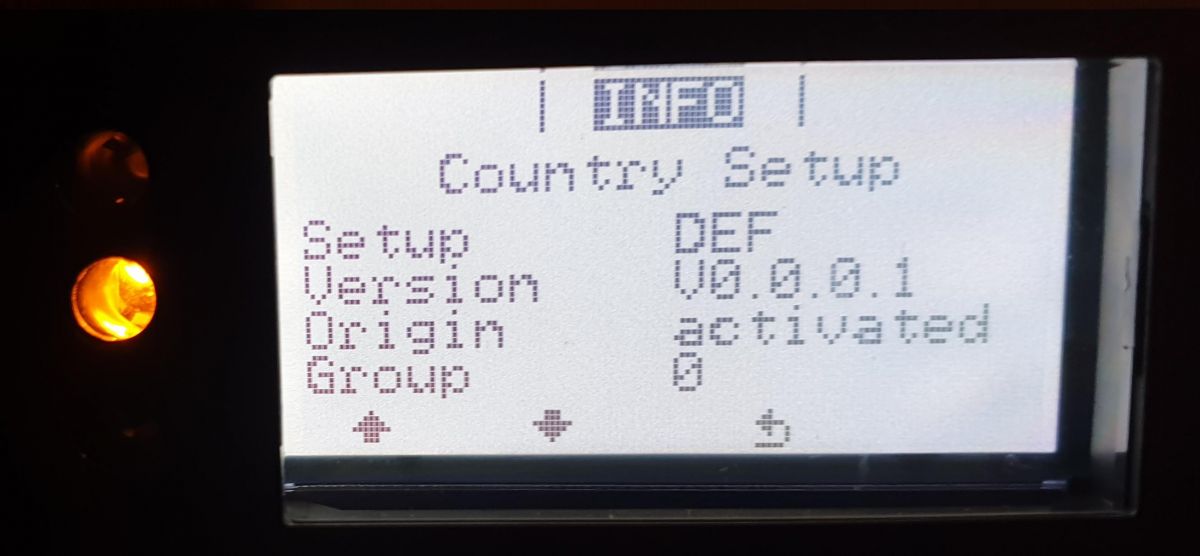 INFO
Country Setup
Setup DEF
Version V0.0.0.1
Origin activated
Group 0